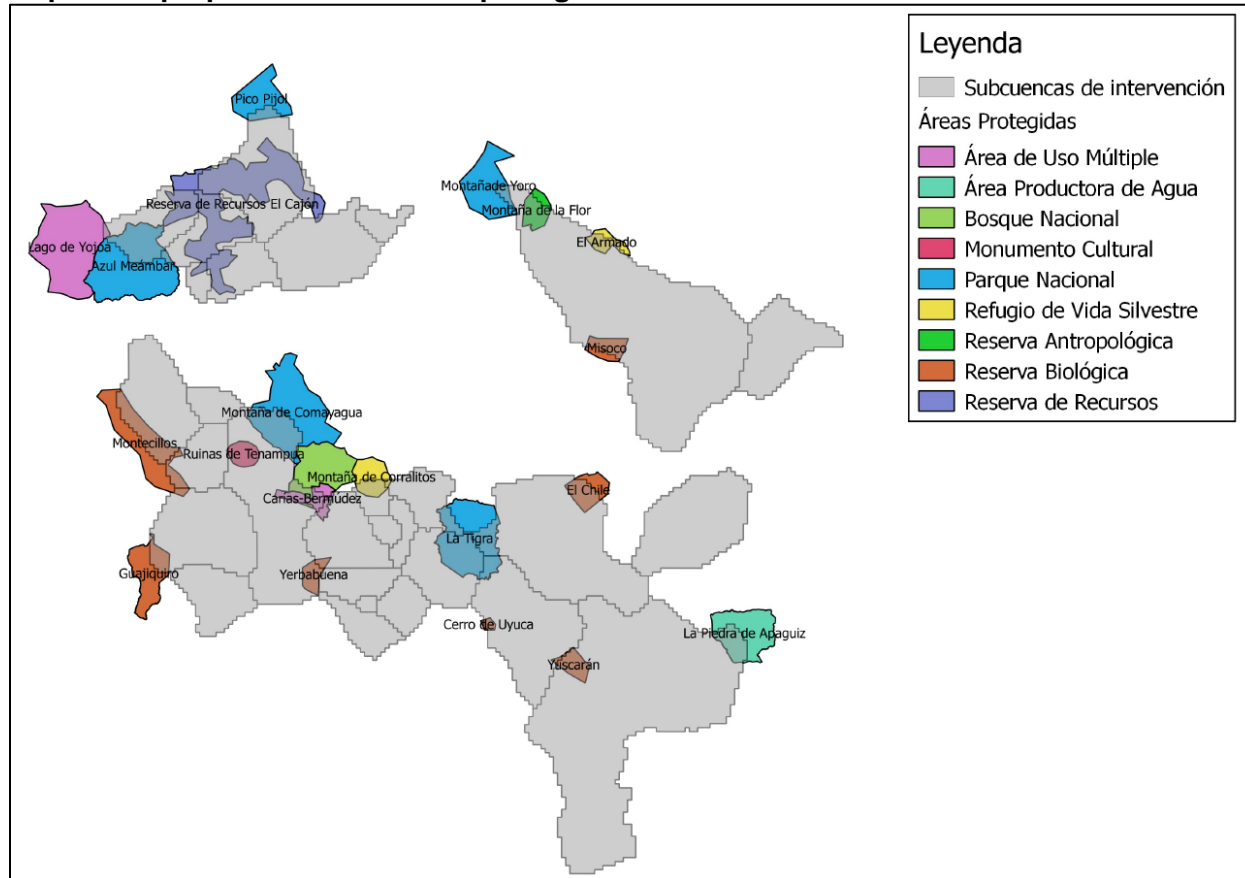 Leyenda
Subcuencas de intervención
Áreas Protegidas
Área de Uso Múltiple
Área Productora de Agua
Bosque Nacional
Monumento Cultural
Parque Nacional
Refugio de Vida Silvestre
Reserva Antropológica
Reserva Biológica
Reserva de Recursos
Pico Pijol
Reserva de Recursos El Cajón
Lago de Yojoa
Azul Meámbar
Montañade Yoro
Montaña de la Flor
El Armado
Misoco
Montaña de Comayagua
Montecillos
Ruinas de Tenampua
Montaña de Corralitos
Carías-Bermúdez
El Chile
La Tigra
Guajiquiro
Yerbabuena
Cerro de Uyuca
La Piedra de Apaguiz
Yuscarán